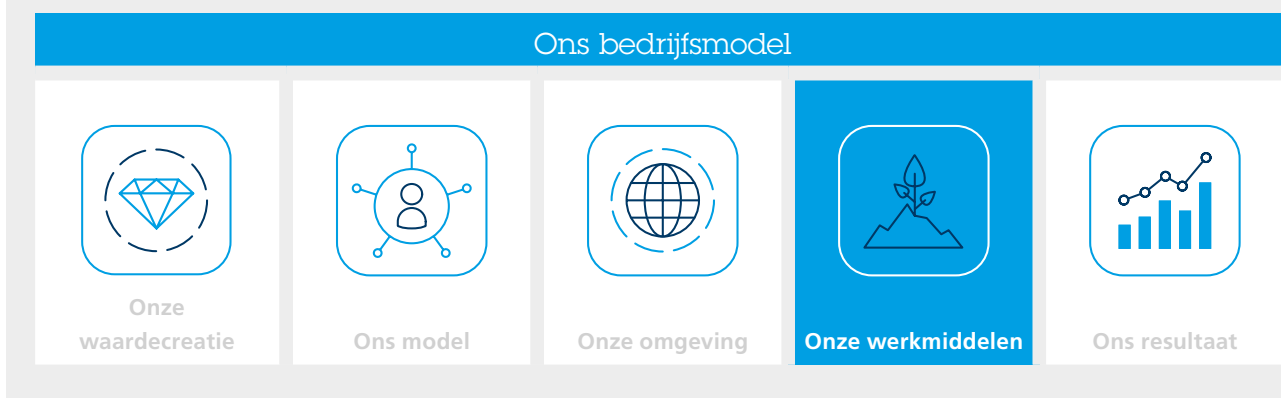 Ons bedrijfsmodel
Onze
waardecreatie
Ons model
Onze omgeving
Onze werkmiddelen
Ons resultaat